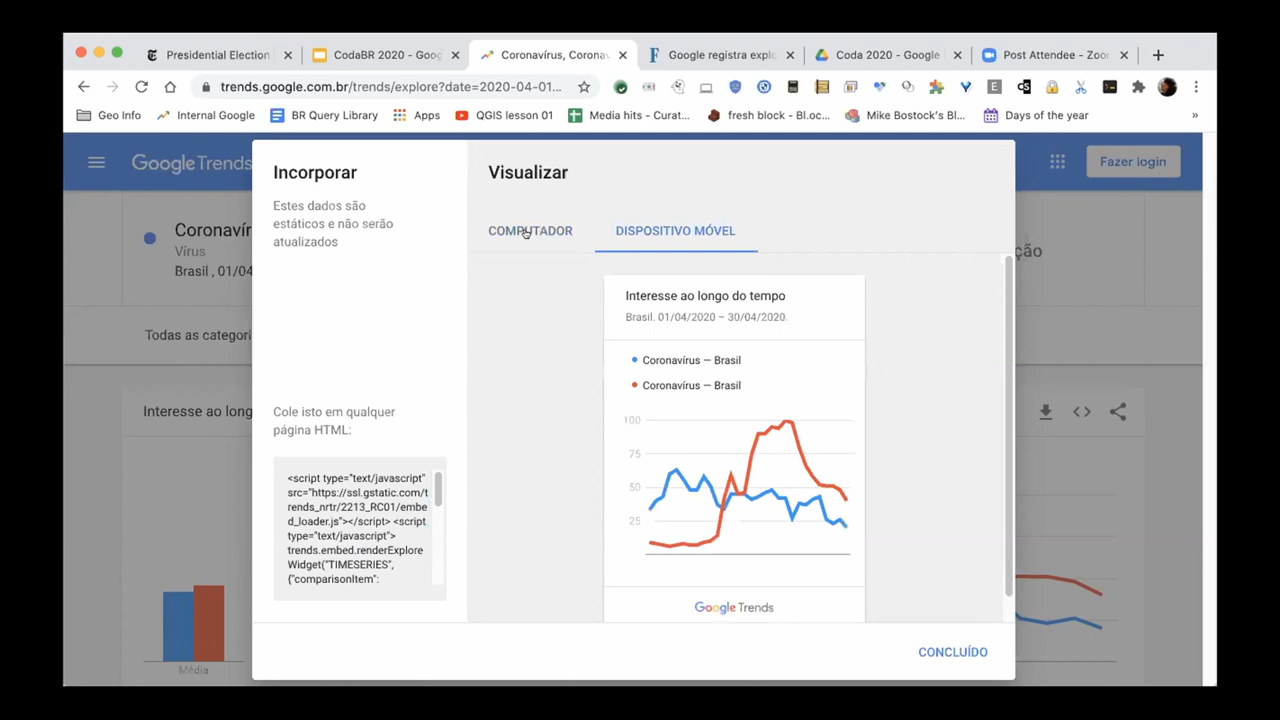 Presidential Election
CodaBR 2020 - Goog
Coronavírus, Corona
Google registra explo
Coda 2020 - Google
Post Attendee - Zoo
trends.google.com.br/trends/explore?date=2020-04-01...
Geo Info
Internal Google
BR Query Library
Apps
QGIS lesson 01
Media hits - Curat...
fresh block - Bl.oc...
Mike Bostock's Bl...
Days of the year
»
Google Trends
Fazer login
Coronavír
Vírus
Brasil , 01/04
ção
Todas as categori
Interesse ao long
Média
Incorporar
Estes dados são
estáticos e não serão
atualizados
Cole isto em qualquer
página HTML:
<script type="text/javascript"
src="https://ssl.gstatic.com/t
rends_nrtr/2213_RC01/embe
d_loader.js"></script> <script
type="text/javascript">
trends.embed.renderExplore
Widget("TIMESERIES",
{"comparisonItem":
Visualizar
COMPUTADOR
DISPOSITIVO MÓVEL
Interesse ao longo do tempo
Brasil. 01/04/2020 – 30/04/2020.
Coronavírus — Brasil
Coronavírus — Brasil
100
75
50
25
Google Trends
CONCLUÍDO